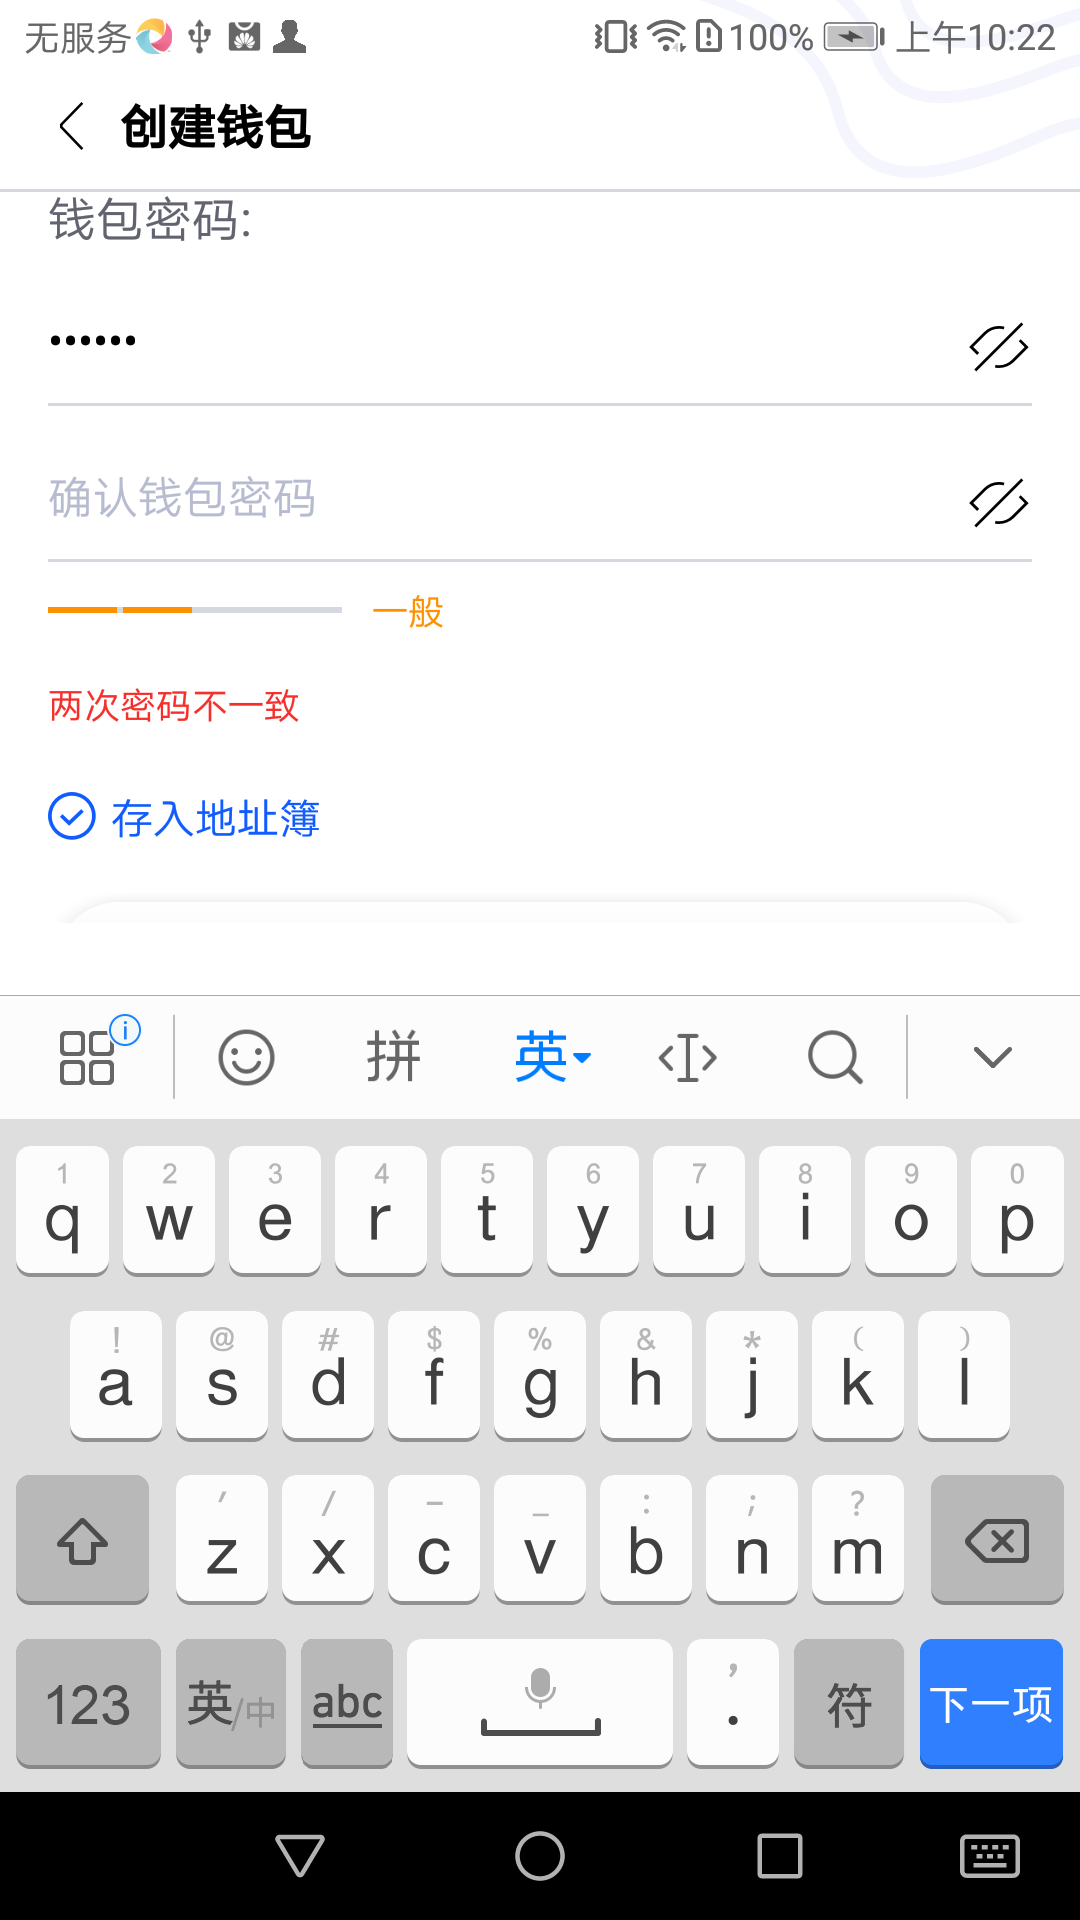 无服务 100% 上午10:22
创建钱包
钱包密码:
••••••
确认钱包密码
一般
两次密码不一致
存入地址簿
拼 英
1 2 3 4 5 6 7 8 9 0
q w e r t y u i o p
! @ # $ % & * ( )
a s d f g h j k l
' / - _ : ; ?
z x c v b n m
123 英/中 abc , . 符 下一项